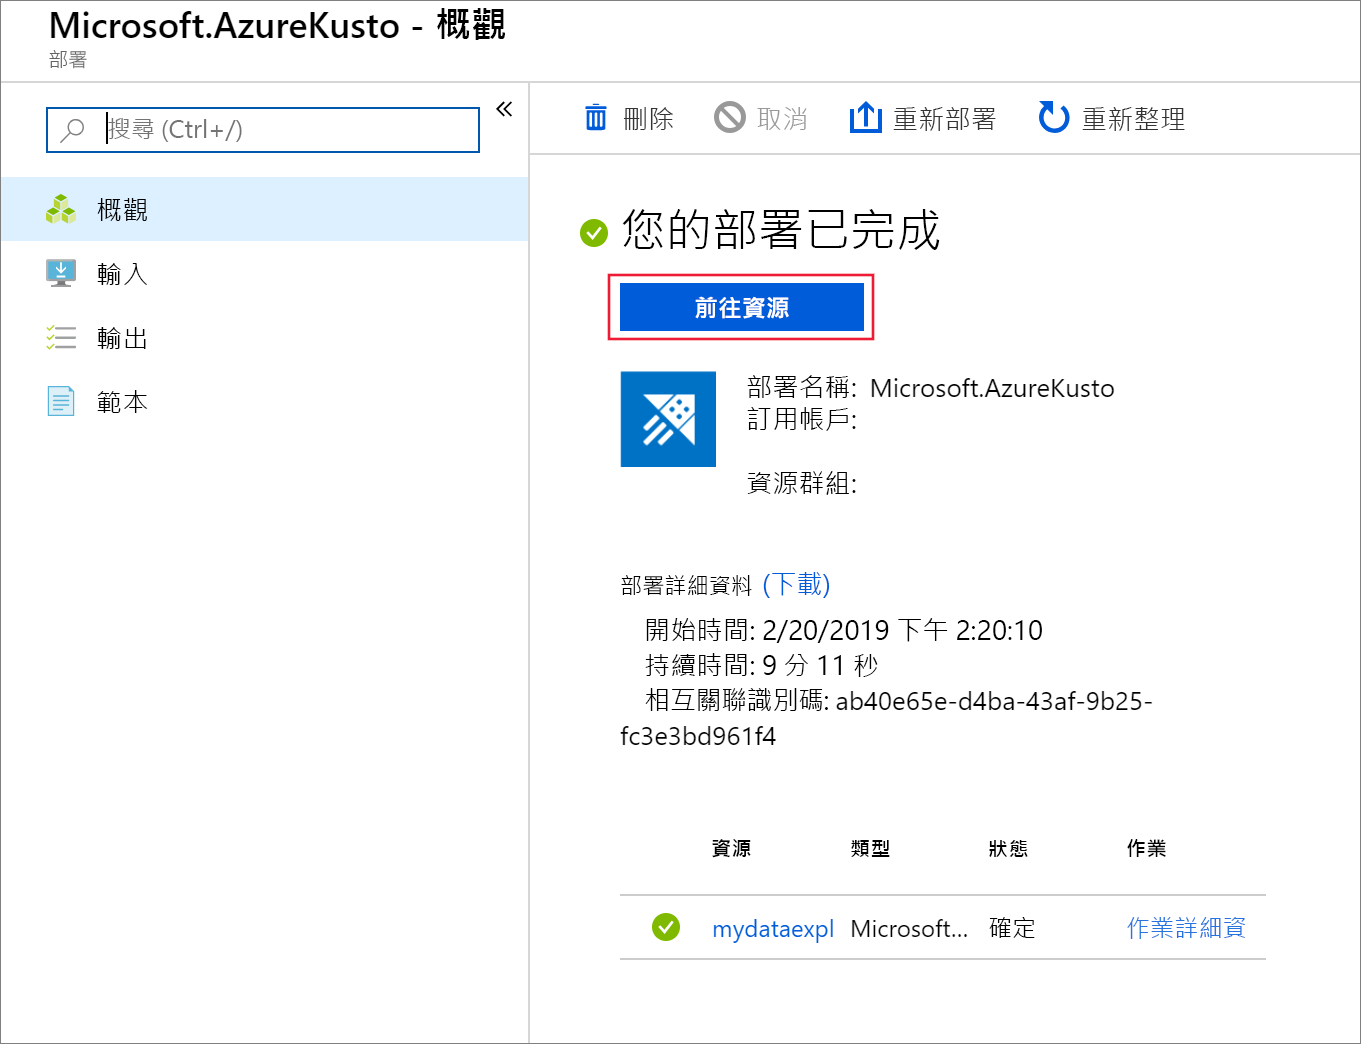 Microsoft.AzureKusto - 概觀
部署
搜尋 (Ctrl+/)
«
概觀
輸入
輸出
範本
刪除 取消 重新部署 重新整理
您的部署已完成
前往資源
部署名稱: Microsoft.AzureKusto
訂用帳戶:
資源群組:
部署詳細資料 (下載)
開始時間: 2/20/2019 下午 2:20:10
持續時間: 9 分 11 秒
相互關聯識別碼: ab40e65e-d4ba-43af-9b25-
fc3e3bd961f4
資源 類型 狀態 作業
mydataexpl Microsoft... 確定 作業詳細資